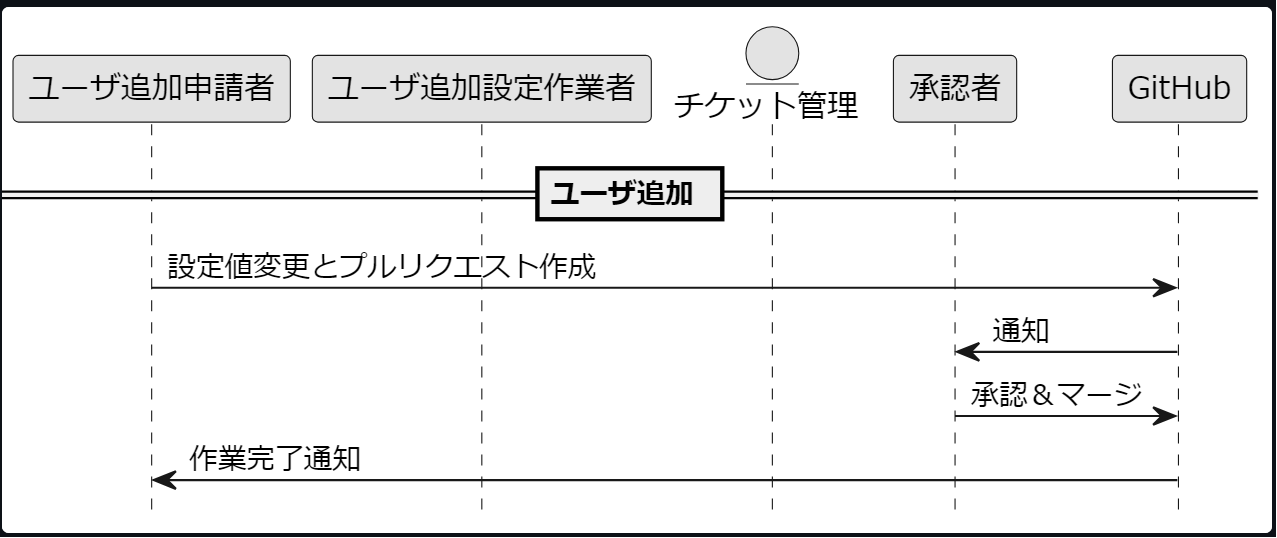 ユーザ追加申請者
ユーザ追加設定作業者
チケット管理
承認者
GitHub
ユーザ追加
設定値変更とプルリクエスト作成
通知
承認＆マージ
作業完了通知